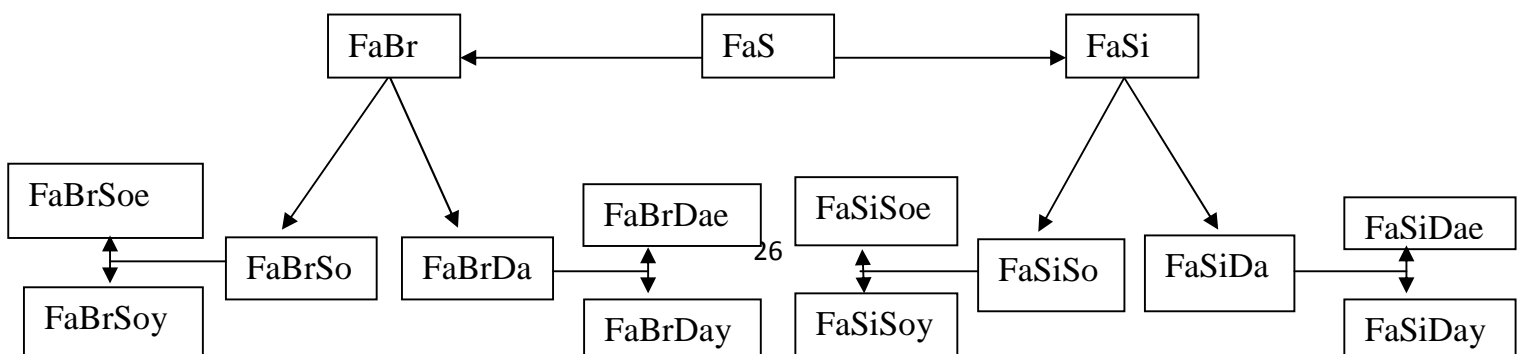 FaBr FaS FaSi
FaBrSoe FaBrDae FaSiSoe FaSiDae
FaBrSo FaBrDa 26 FaSiSo FaSiDa
FaBrSoy FaBrDay FaSiSoy FaSiDay